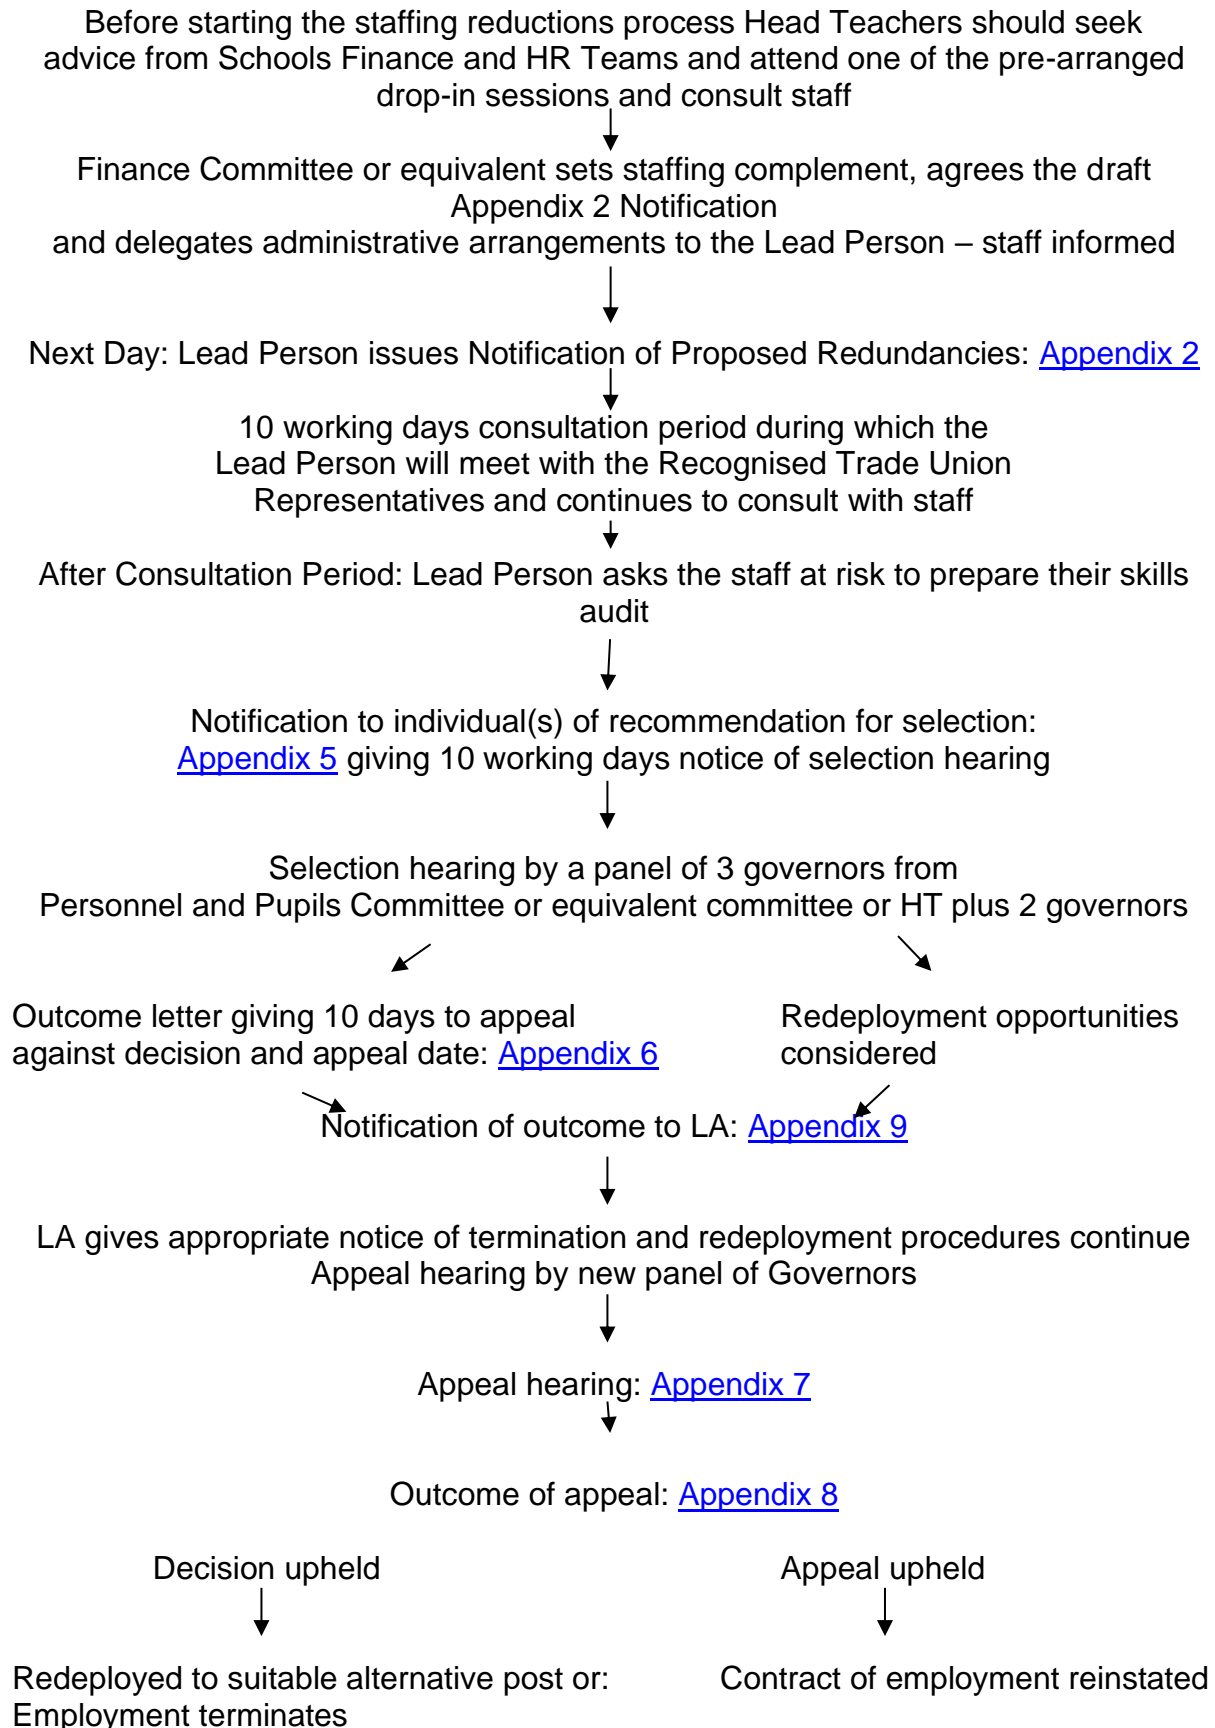 Before starting the staffing reductions process Head Teachers should seek
advice from Schools Finance and HR Teams and attend one of the pre-arranged
drop-in sessions and consult staff
Finance Committee or equivalent sets staffing complement, agrees the draft
Appendix 2 Notification
and delegates administrative arrangements to the Lead Person – staff informed
Next Day: Lead Person issues Notification of Proposed Redundancies: Appendix 2
10 working days consultation period during which the
Lead Person will meet with the Recognised Trade Union
Representatives and continues to consult with staff
After Consultation Period: Lead Person asks the staff at risk to prepare their skills
audit
Notification to individual(s) of recommendation for selection:
Appendix 5 giving 10 working days notice of selection hearing
Selection hearing by a panel of 3 governors from
Personnel and Pupils Committee or equivalent committee or HT plus 2 governors
Outcome letter giving 10 days to appeal
against decision and appeal date: Appendix 6
Redeployment opportunities
considered
Notification of outcome to LA: Appendix 9
LA gives appropriate notice of termination and redeployment procedures continue
Appeal hearing by new panel of Governors
Appeal hearing: Appendix 7
Outcome of appeal: Appendix 8
Decision upheld
Appeal upheld
Redeployed to suitable alternative post or:
Employment terminates
Contract of employment reinstated